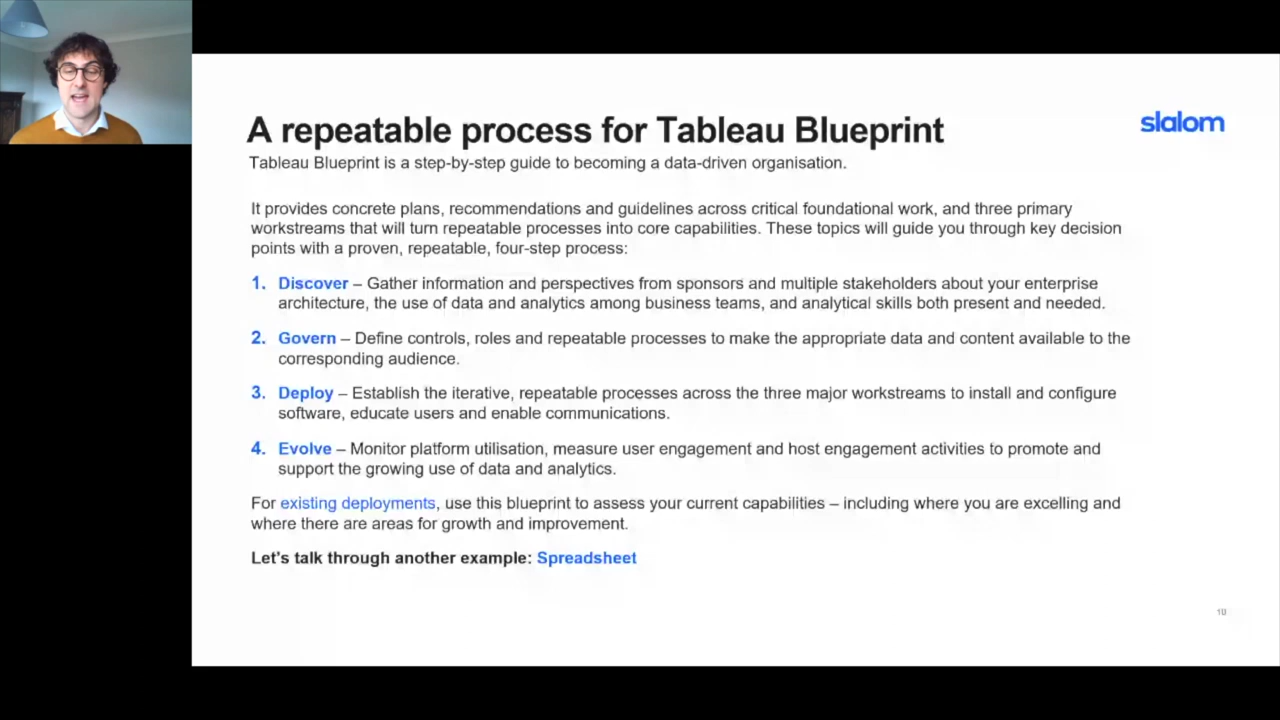 A repeatable process for Tableau Blueprint
slalom
Tableau Blueprint is a step-by-step guide to becoming a data-driven organisation.
It provides concrete plans, recommendations and guidelines across critical foundational work, and three primary
workstreams that will turn repeatable processes into core capabilities. These topics will guide you through key decision
points with a proven, repeatable, four-step process:
1. Discover – Gather information and perspectives from sponsors and multiple stakeholders about your enterprise
architecture, the use of data and analytics among business teams, and analytical skills both present and needed.
2. Govern – Define controls, roles and repeatable processes to make the appropriate data and content available to the
corresponding audience.
3. Deploy – Establish the iterative, repeatable processes across the three major workstreams to install and configure
software, educate users and enable communications.
4. Evolve – Monitor platform utilisation, measure user engagement and host engagement activities to promote and
support the growing use of data and analytics.
For existing deployments, use this blueprint to assess your current capabilities – including where you are excelling and
where there are areas for growth and improvement.
Let's talk through another example: Spreadsheet
10